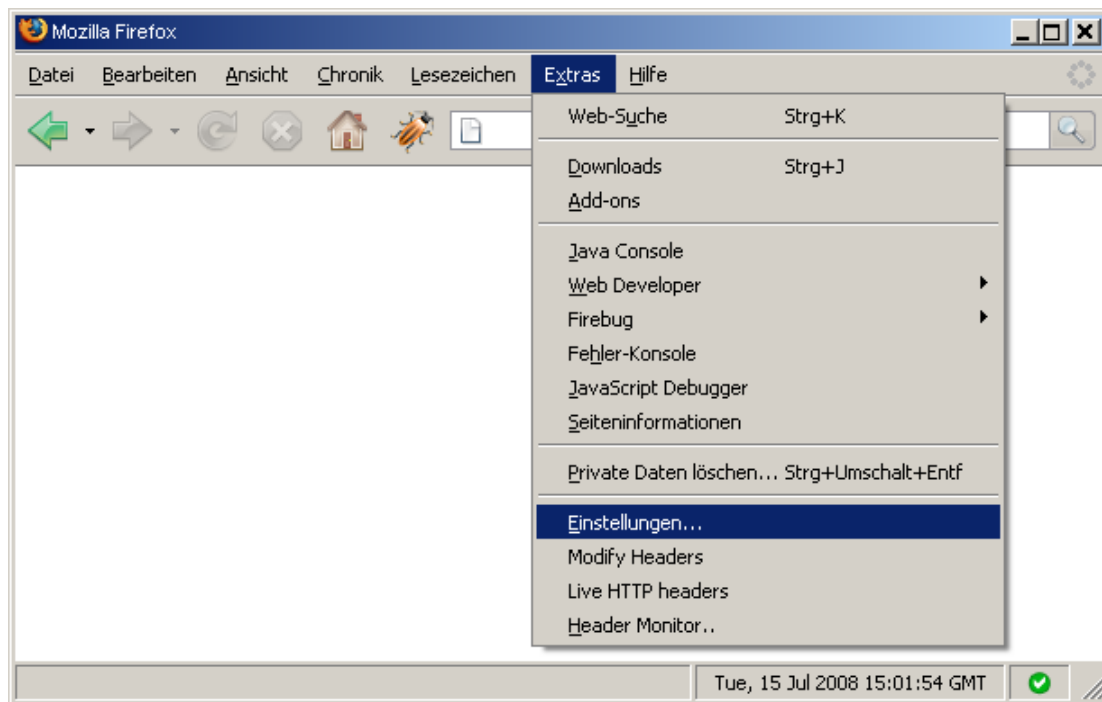 Mozilla Firefox
Datei Bearbeiten Ansicht Chronik Lesezeichen Extras Hilfe
Web-Suche Strg+K
Downloads Strg+J
Add-ons
Java Console
Web Developer
Firebug
Fehler-Konsole
JavaScript Debugger
Seiteninformationen
Private Daten löschen... Strg+Umschalt+Entf
Einstellungen...
Modify Headers
Live HTTP headers
Header Monitor..
Tue, 15 Jul 2008 15:01:54 GMT